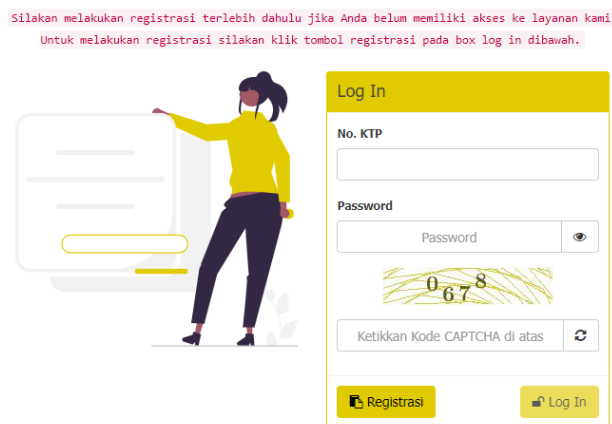 Silakan melakukan registrasi terlebih dahulu jika Anda belum memiliki akses ke layanan kami
Untuk melakukan registrasi silakan klik tombol registrasi pada box log in dibawah.
Log In
No. KTP
Password
Password
0678
Ketikkan Kode CAPTCHA di atas
Registrasi
Log In